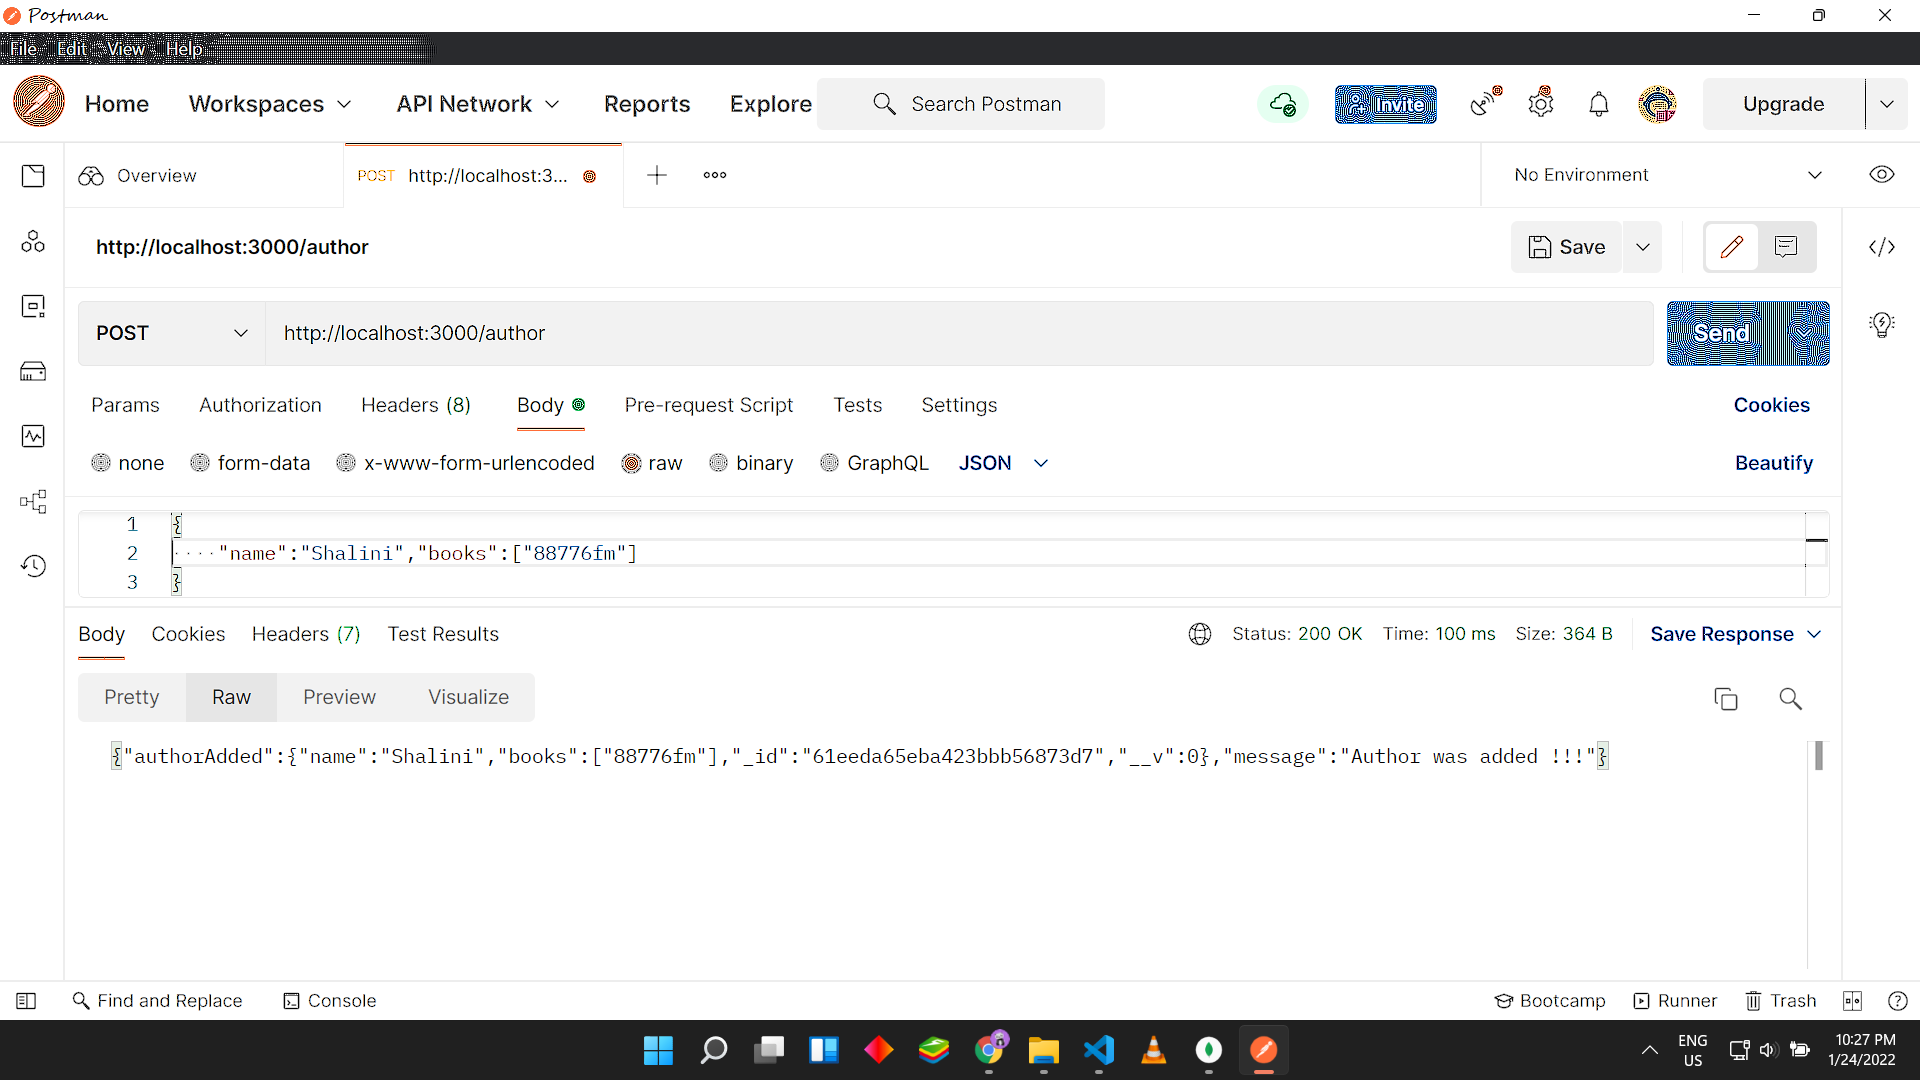 Postman
File Edit View Help
Home Workspaces API Network Reports Explore Search Postman Invite Upgrade
Overview POST http://localhost:3... No Environment
http://localhost:3000/author Save
POST http://localhost:3000/author Send
Params Authorization Headers (8) Body Pre-request Script Tests Settings Cookies
none form-data x-www-form-urlencoded raw binary GraphQL JSON Beautify
1 {
2 ····"name":"Shalini","books":["88776fm"]
3 }
Body Cookies Headers (7) Test Results Status: 200 OK Time: 100 ms Size: 364 B Save Response
Pretty Raw Preview Visualize
{"authorAdded":{"name":"Shalini","books":["88776fm"],"_id":"61eeda65eba423bbb56873d7","__v":0},"message":"Author was added !!!"}
Find and Replace Console Bootcamp Runner Trash
ENG 10:27 PM
US 1/24/2022